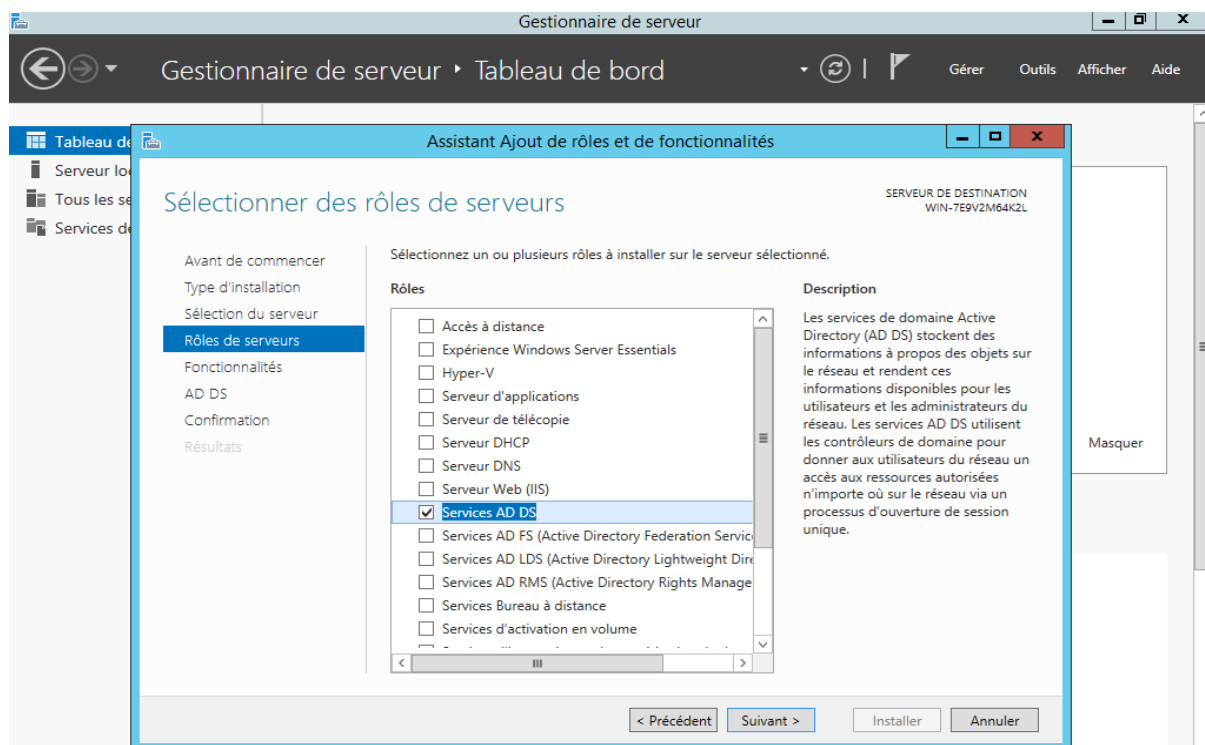 Gestionnaire de serveur
Gestionnaire de serveur • Tableau de bord
Gérer Outils Afficher Aide
Tableau de
Serveur lo
Tous les se
Services de
Masquer
Assistant Ajout de rôles et de fonctionnalités
Sélectionner des rôles de serveurs
SERVEUR DE DESTINATION
WIN-7E9V2M64K2L
Avant de commencer
Type d'installation
Sélection du serveur
Rôles de serveurs
Fonctionnalités
AD DS
Confirmation
Résultats
Sélectionnez un ou plusieurs rôles à installer sur le serveur sélectionné.
Rôles
Accès à distance
Expérience Windows Server Essentials
Hyper-V
Serveur d'applications
Serveur de télécopie
Serveur DHCP
Serveur DNS
Serveur Web (IIS)
Services AD DS
Services AD FS (Active Directory Federation Servic
Services AD LDS (Active Directory Lightweight Dire
Services AD RMS (Active Directory Rights Manage
Services Bureau à distance
Services d'activation en volume
Description
Les services de domaine Active
Directory (AD DS) stockent des
informations à propos des objets sur
le réseau et rendent ces
informations disponibles pour les
utilisateurs et les administrateurs du
réseau. Les services AD DS utilisent
les contrôleurs de domaine pour
donner aux utilisateurs du réseau un
accès aux ressources autorisées
n'importe où sur le réseau via un
processus d'ouverture de session
unique.
< Précédent Suivant > Installer Annuler